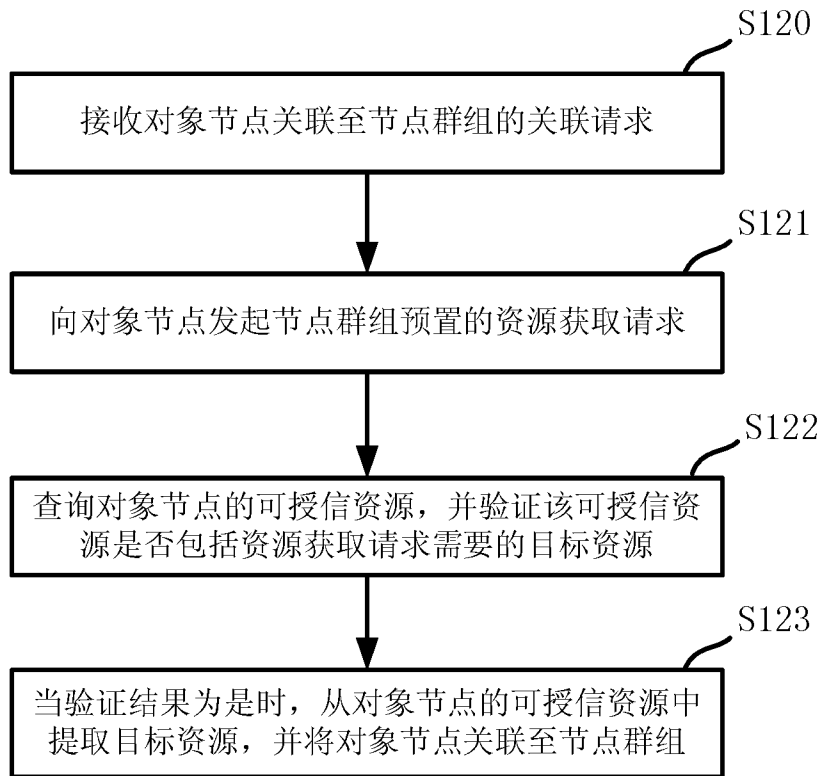 S120
接收对象节点关联至节点群组的关联请求
S121
向对象节点发起节点群组预置的资源获取请求
S122
查询对象节点的可授信资源，并验证该可授信资
源是否包括资源获取请求需要的目标资源
S123
当验证结果为是时，从对象节点的可授信资源中
提取目标资源，并将对象节点关联至节点群组